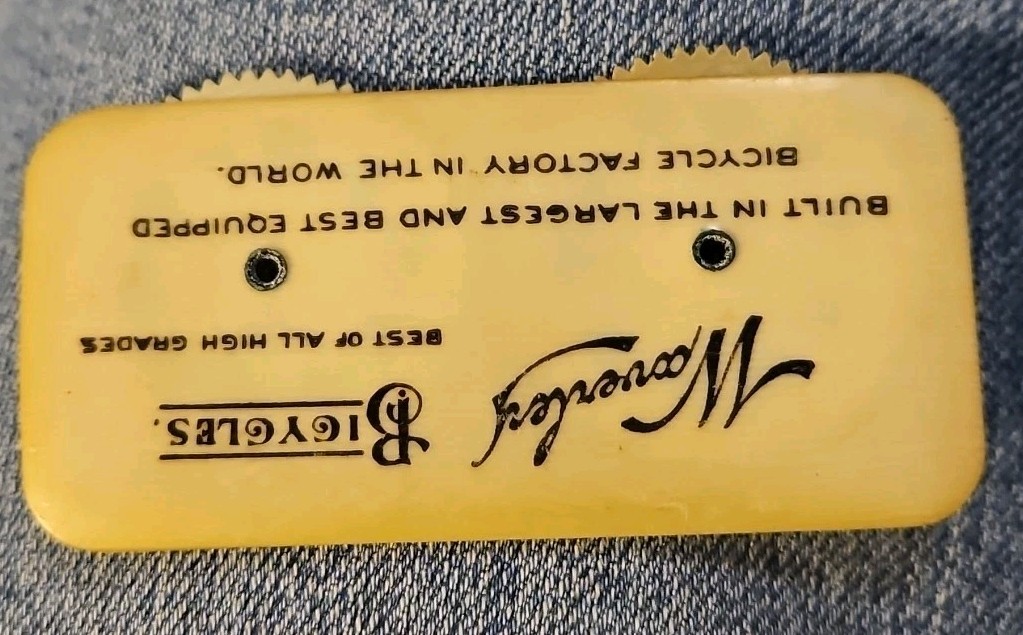 Waverley BICYCLES.
BEST OF ALL HIGH GRADES
BUILT IN THE LARGEST AND BEST EQUIPPED
BICYCLE FACTORY IN THE WORLD.